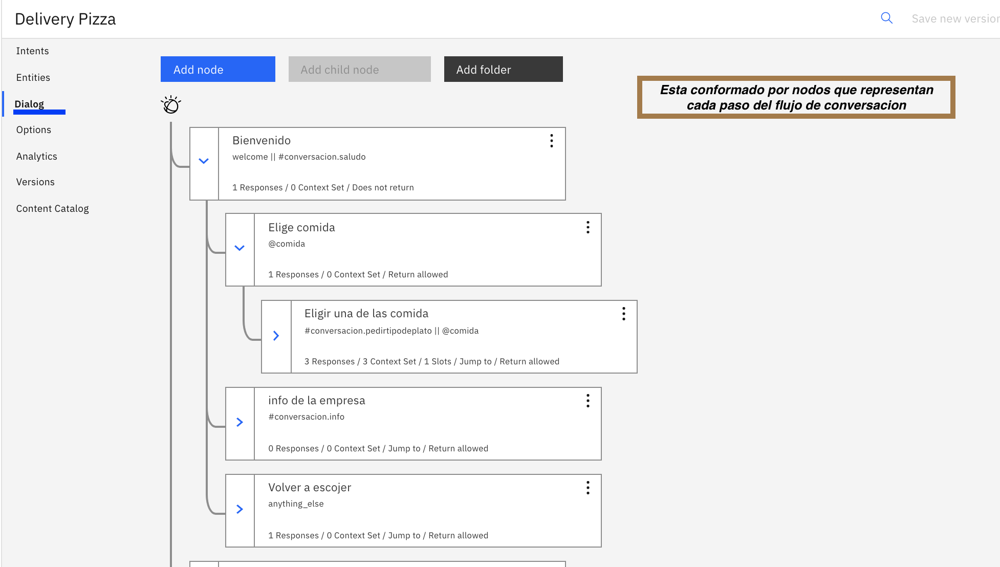 Delivery Pizza
Save new version
Intents
Entities
Dialog
Options
Analytics
Versions
Content Catalog
Add node
Add child node
Add folder
Esta conformado por nodos que representan
cada paso del flujo de conversacion
Bienvenido
welcome || #conversacion.saludo
1 Responses / 0 Context Set / Does not return
Elige comida
@comida
1 Responses / 0 Context Set / Return allowed
Eligir una de las comida
#conversacion.pedirtipodeplato || @comida
3 Responses / 3 Context Set / 1 Slots / Jump to / Return allowed
info de la empresa
#conversacion.info
0 Responses / 0 Context Set / Jump to / Return allowed
Volver a escojer
anything_else
1 Responses / 0 Context Set / Jump to / Return allowed